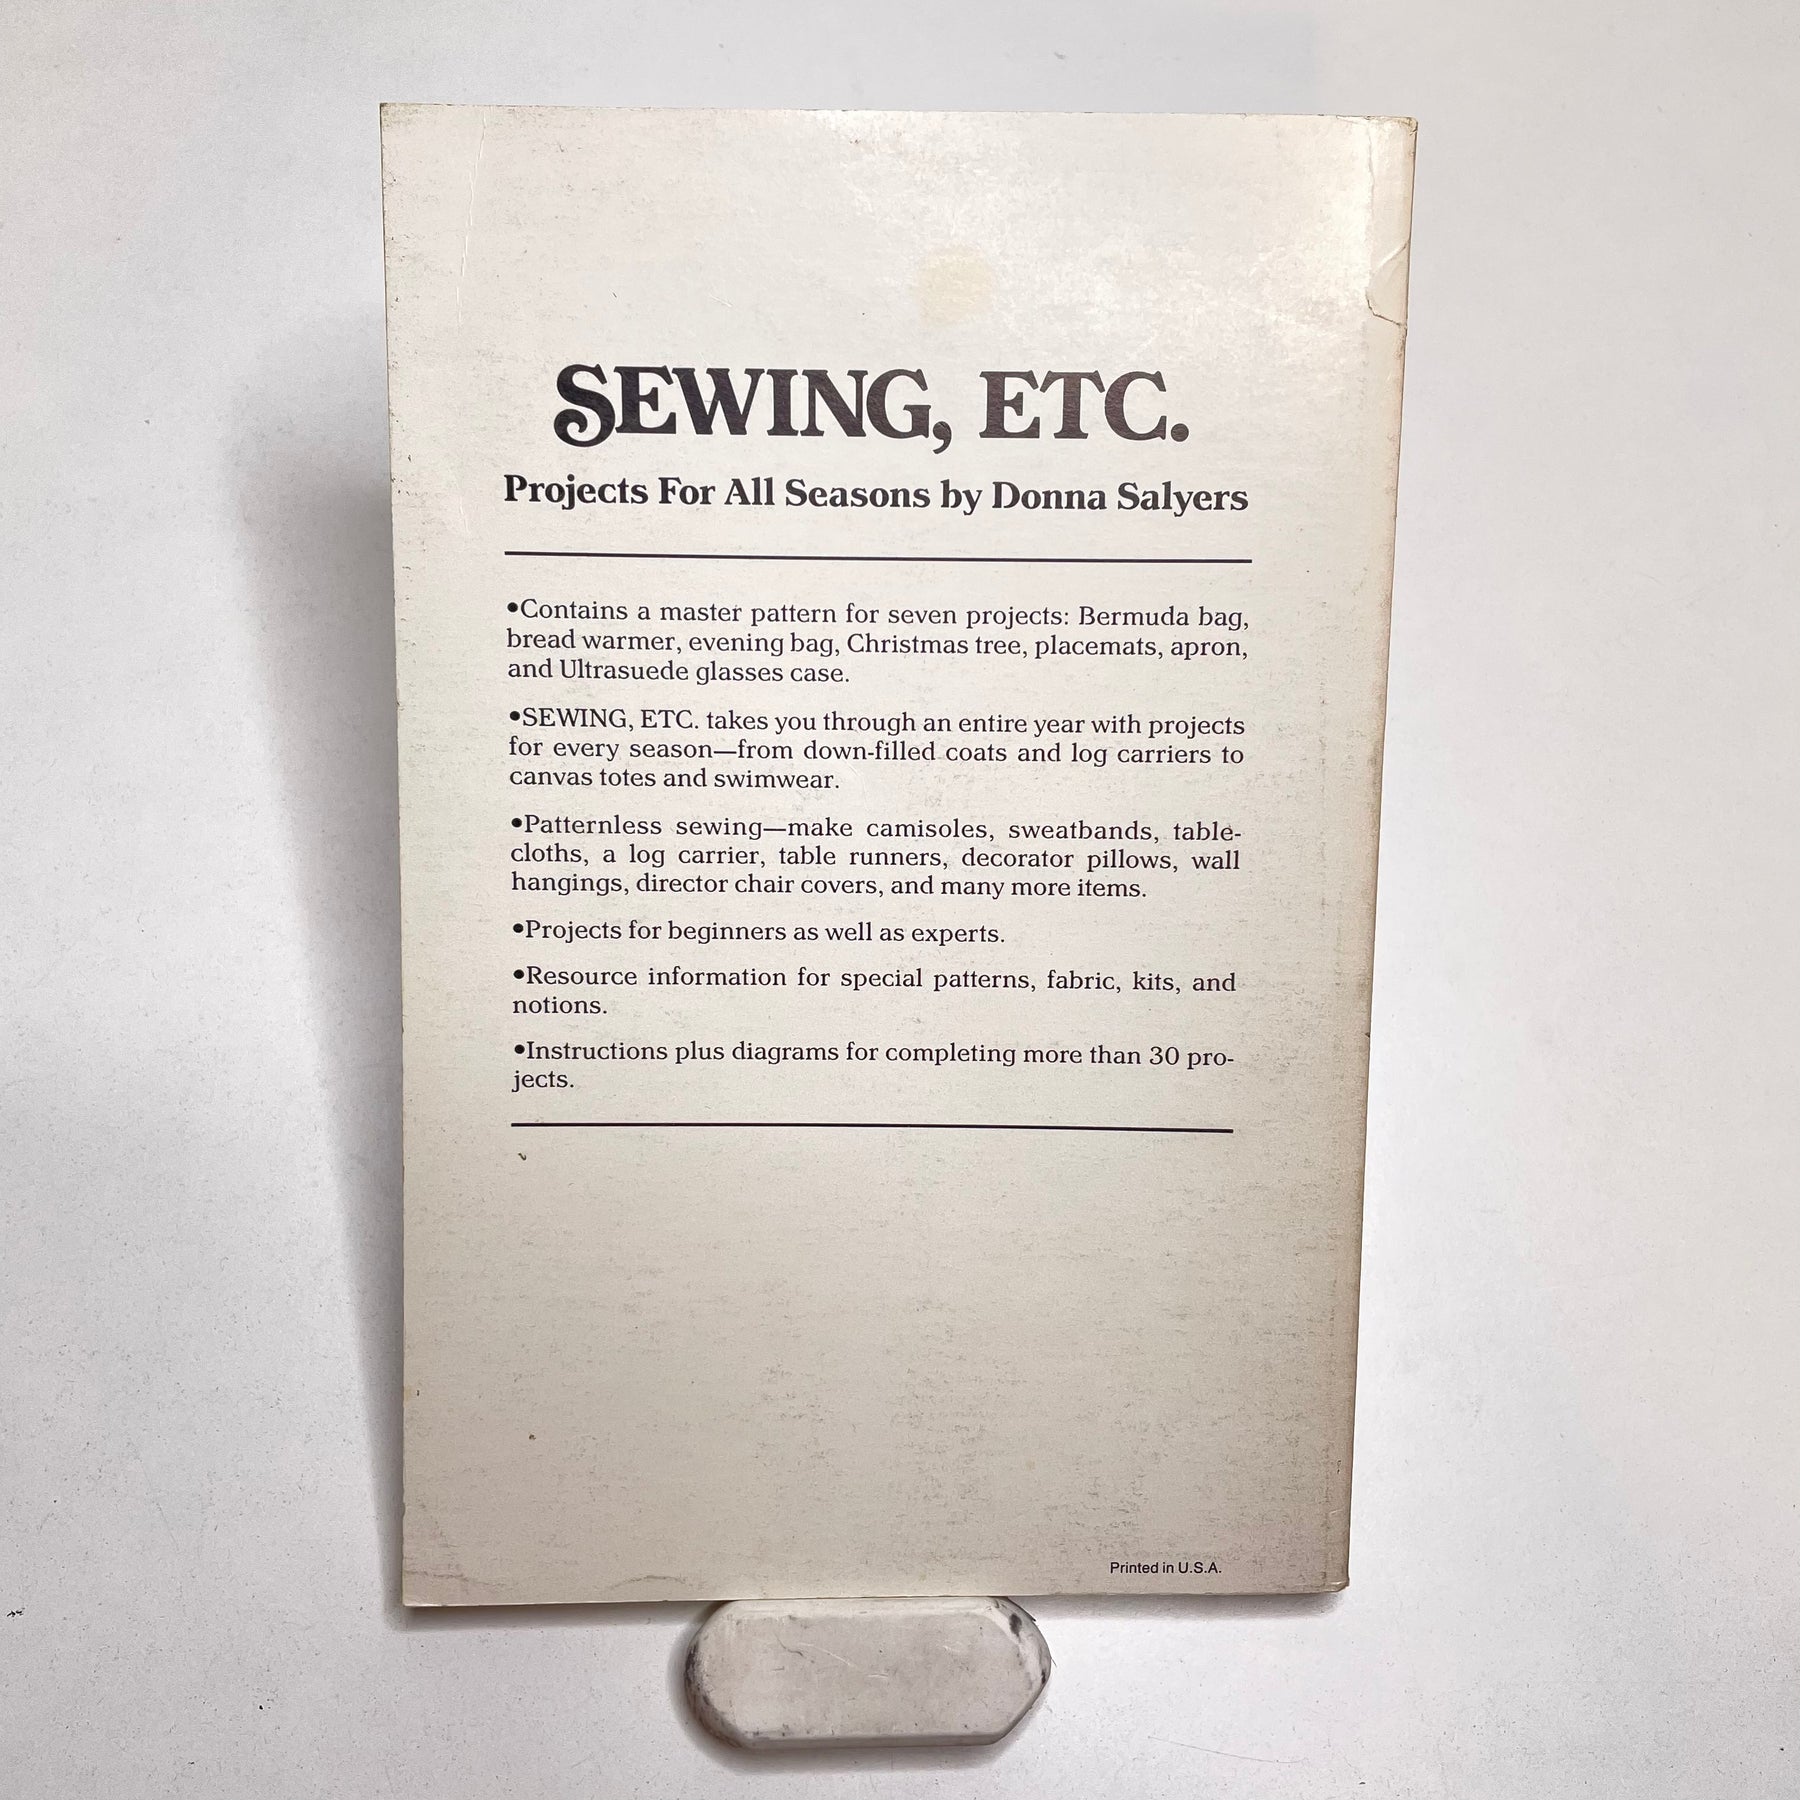 SEWING, ETC.
Projects For All Seasons by Donna Salyers
•Contains a master pattern for seven projects: Bermuda bag,
bread warmer, evening bag, Christmas tree, placemats, apron,
and Ultrasuede glasses case.
•SEWING, ETC. takes you through an entire year with projects
for every season—from down-filled coats and log carriers to
canvas totes and swimwear.
•Patternless sewing—make camisoles, sweatbands, table-
cloths, a log carrier, table runners, decorator pillows, wall
hangings, director chair covers, and many more items.
•Projects for beginners as well as experts.
•Resource information for special patterns, fabric, kits, and
notions.
•Instructions plus diagrams for completing more than 30 pro-
jects.
Printed in U.S.A.